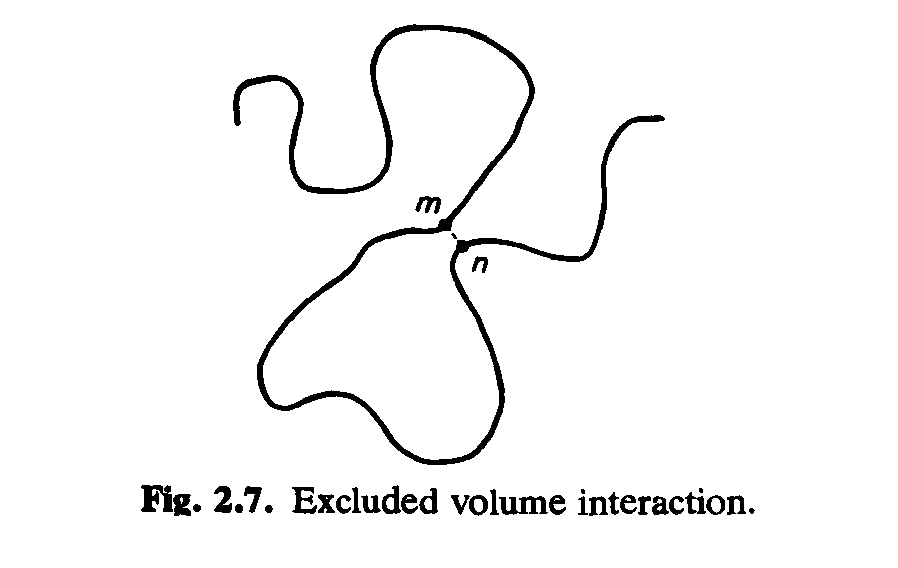 m
n
Fig. 2.7. Excluded volume interaction.